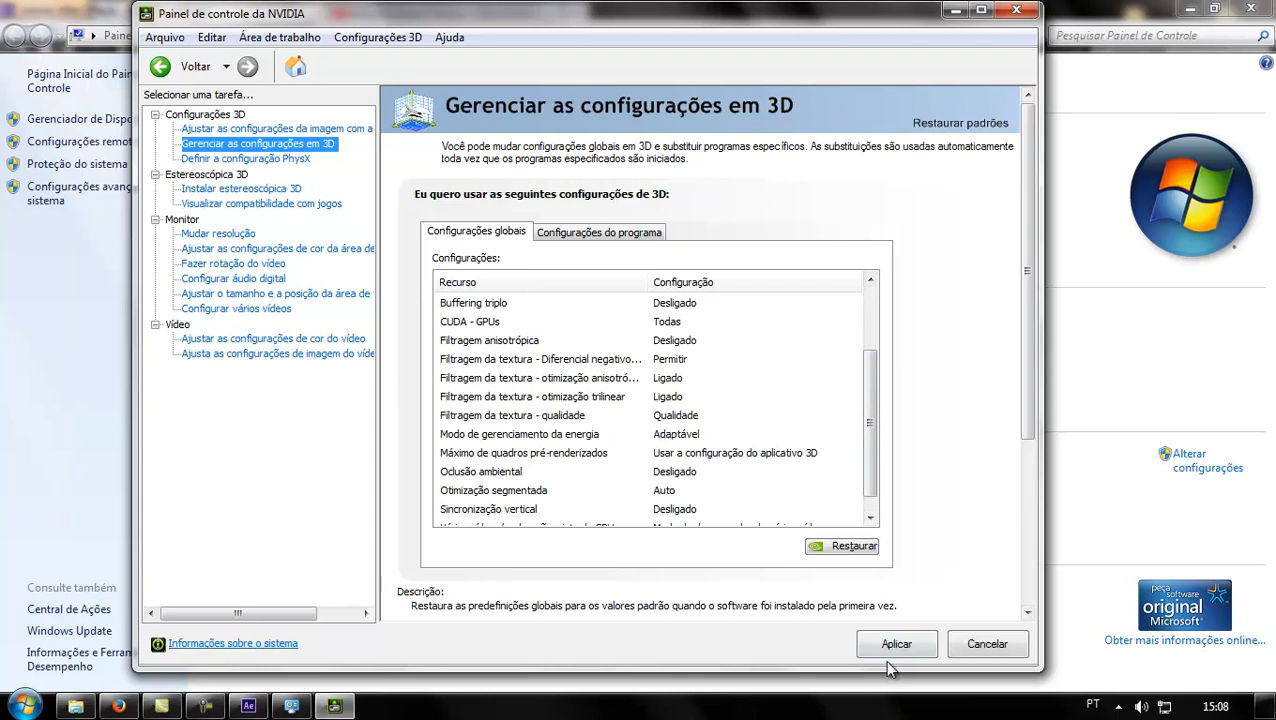 Painel de controle da NVIDIA
Arquivo Editar Área de trabalho Configurações 3D Ajuda
Voltar
Selecionar uma tarefa...
Configurações 3D
Ajustar as configurações da imagem com a
Gerenciar as configurações em 3D
Definir a configuração PhysX
Estereoscópica 3D
Instalar estereoscópica 3D
Visualizar compatibilidade com jogos
Monitor
Mudar resolução
Ajustar as configurações de cor da área de
Fazer rotação do vídeo
Configurar áudio digital
Ajustar o tamanho e a posição da área de
Configurar vários vídeos
Vídeo
Ajustar as configurações de cor do vídeo
Ajusta as configurações de imagem do víde
Informações sobre o sistema
Gerenciar as configurações em 3D
Restaurar padrões
Você pode mudar configurações globais em 3D e substituir programas específicos. As substituições são usadas automaticamente
toda vez que os programas especificados são iniciados.
Eu quero usar as seguintes configurações de 3D:
Configurações globais Configurações do programa
Configurações:
Recurso Configuração
Buffering triplo Desligado
CUDA - GPUs Todas
Filtragem anisotrópica Desligado
Filtragem da textura - Diferencial negativo... Permitir
Filtragem da textura - otimização anisotró... Ligado
Filtragem da textura - otimização trilinear Ligado
Filtragem da textura - qualidade Qualidade
Modo de gerenciamento da energia Adaptável
Máximo de quadros pré-renderizados Usar a configuração do aplicativo 3D
Oclusão ambiental Desligado
Otimização segmentada Auto
Sincronização vertical Desligado
Restaurar
Descrição:
Restaura as predefinições globais para os valores padrão quando o software foi instalado pela primeira vez.
Aplicar Cancelar
Paine
Pesquisar Painel de Controle
Página Inicial do Pain
Controle
Gerenciador de Dispo
Configurações remot
Proteção do sistema
Configurações avanç
sistema
Consulte também
Central de Ações
Windows Update
Informações e Ferram
Desempenho
Alterar
configurações
peça
software
original
Microsoft
Obter mais informações online...
Ae
PT
15:08